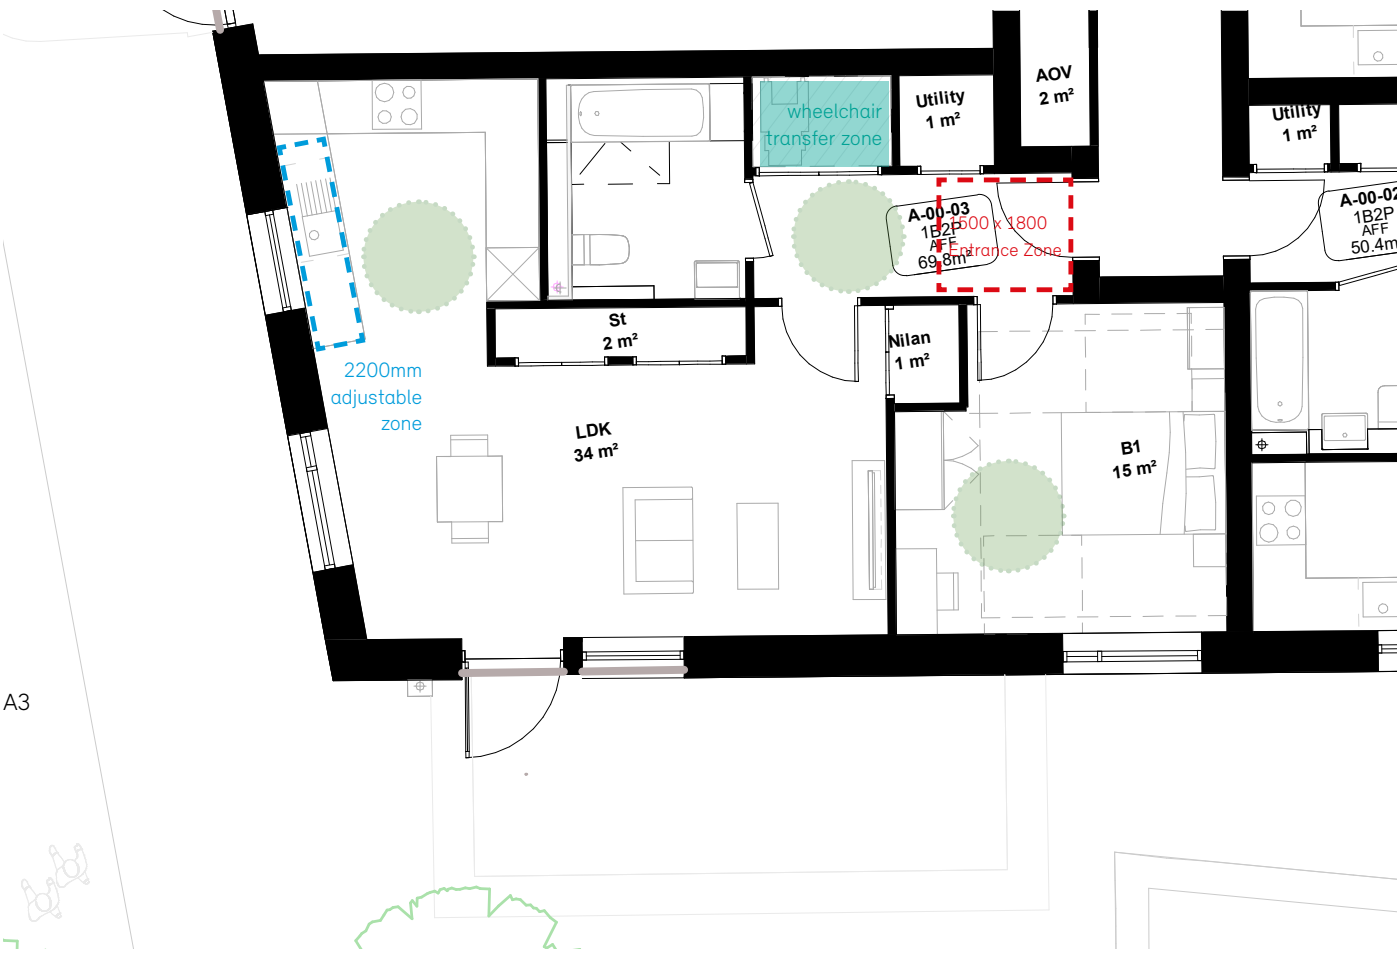 AOV
2 m²
Utility
1 m²
wheelchair
transfer zone
Utility
1 m²
A-00-03
1B2P
AFF
69.8m²
1500 x 1800
Entrance Zone
A-00-02
1B2P
AFF
50.4m
St
2 m²
Nilan
1 m²
2200mm
adjustable
zone
LDK
34 m²
B1
15 m²
A3